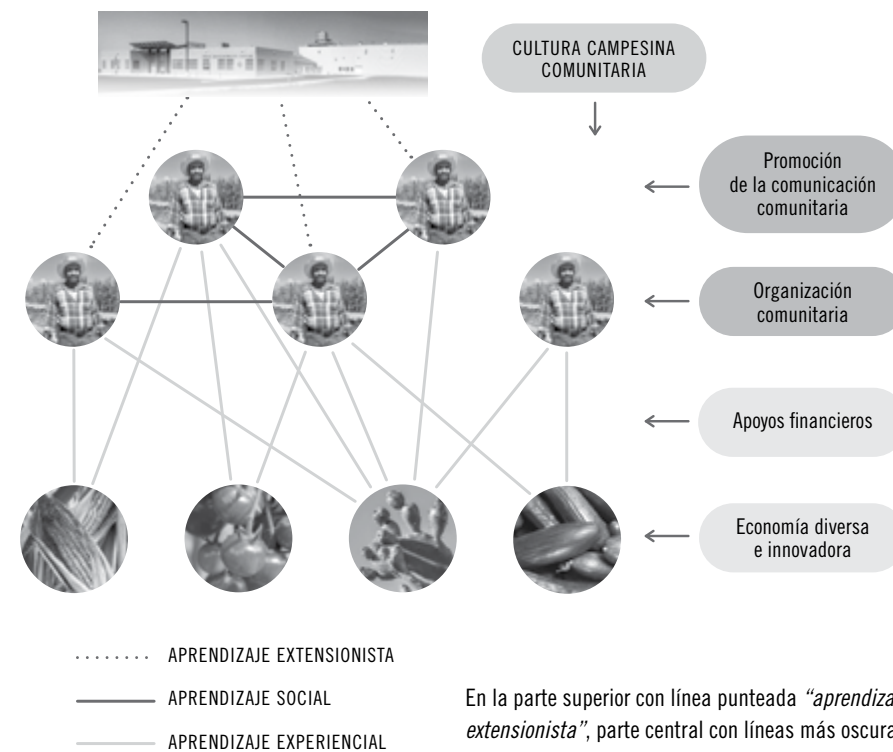 CULTURA CAMPESINA
COMUNITARIA
Promoción
de la comunicación
comunitaria
Organización
comunitaria
Apoyos financieros
Economía diversa
e innovadora
APRENDIZAJE EXTENSIONISTA
APRENDIZAJE SOCIAL
APRENDIZAJE EXPERIENCIAL
En la parte superior con línea punteada “aprendiza
extensionista”, parte central con líneas más oscura